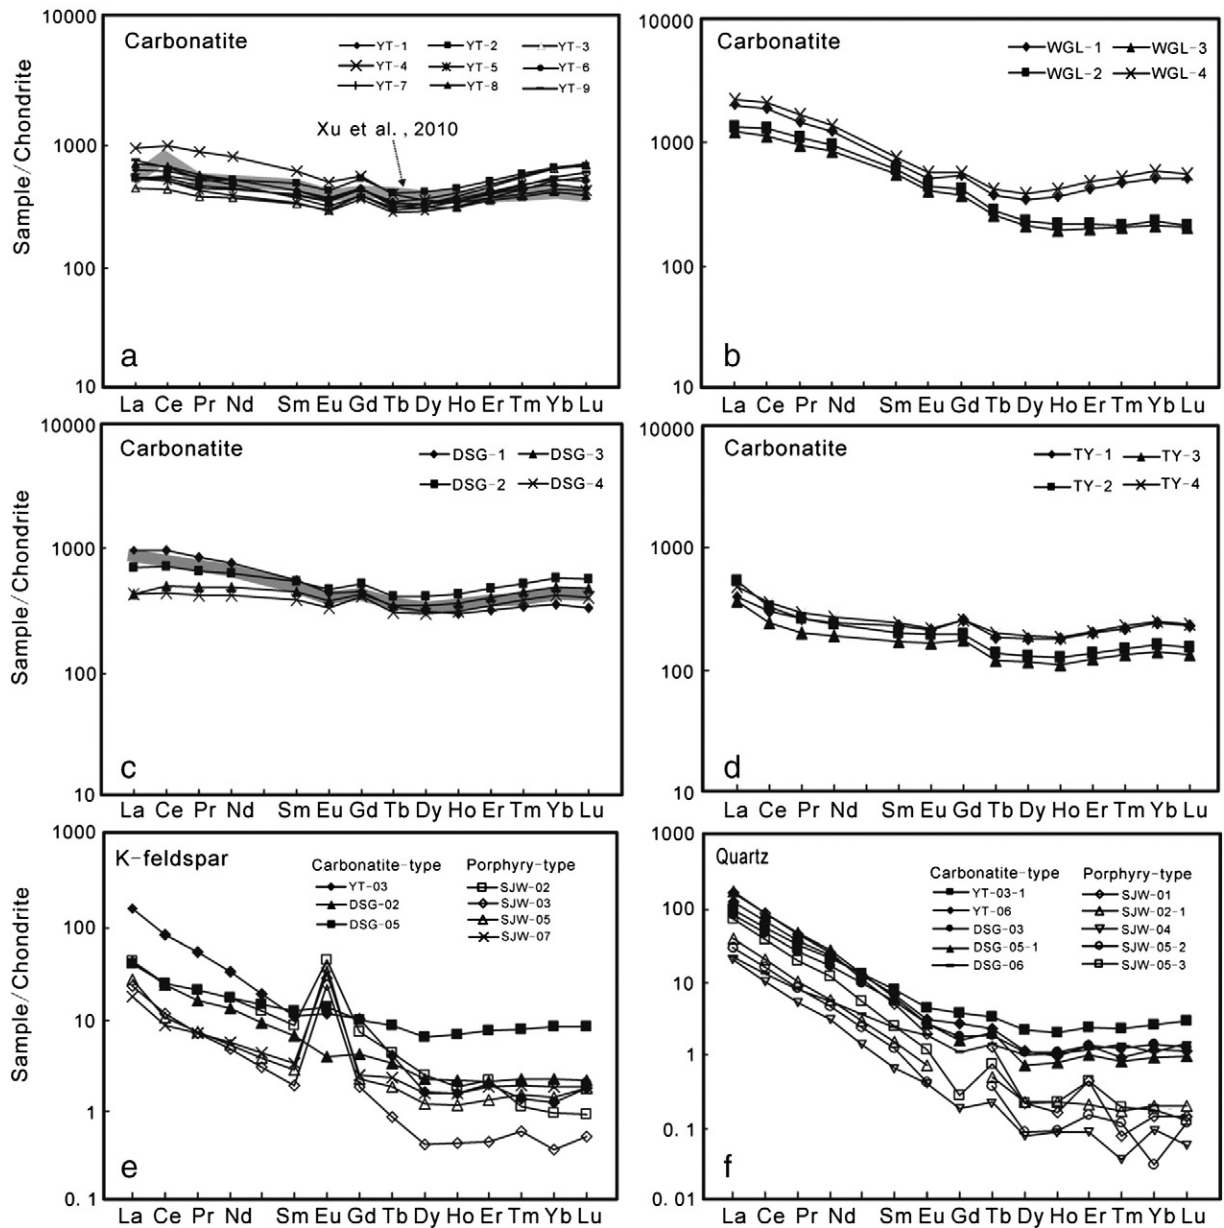 Sample/Chondrite
10000
1000
100
10
Carbonatite
YT-1 YT-2 YT-3
YT-4 YT-5 YT-6
YT-7 YT-8 YT-9
Xu et al. , 2010
a
La Ce Pr Nd Sm Eu Gd Tb Dy Ho Er Tm Yb Lu
10000
1000
100
10
Carbonatite
WGL-1 WGL-3
WGL-2 WGL-4
b
La Ce Pr Nd Sm Eu Gd Tb Dy Ho Er Tm Yb Lu
Sample/Chondrite
10000
1000
100
10
Carbonatite
DSG-1 DSG-3
DSG-2 DSG-4
c
La Ce Pr Nd Sm Eu Gd Tb Dy Ho Er Tm Yb Lu
10000
1000
100
10
Carbonatite
TY-1 TY-3
TY-2 TY-4
d
La Ce Pr Nd Sm Eu Gd Tb Dy Ho Er Tm Yb Lu
Sample/Chondrite
1000
100
10
1
0. 1
K-feldspar
Carbonatite-type Porphyry-type
YT-03 SJW-02
DSG-02 SJW-03
DSG-05 SJW-05
SJW-07
e
La Ce Pr Nd Sm Eu Gd Tb Dy Ho Er Tm Yb Lu
1000
100
10
1
0. 1
0. 01
Quartz
Carbonatite-type Porphyry-type
YT-03-1 SJW-01
YT-06 SJW-02-1
DSG-03 SJW-04
DSG-05-1 SJW-05-2
DSG-06 SJW-05-3
f
La Ce Pr Nd Sm Eu Gd Tb Dy Ho Er Tm Yb Lu